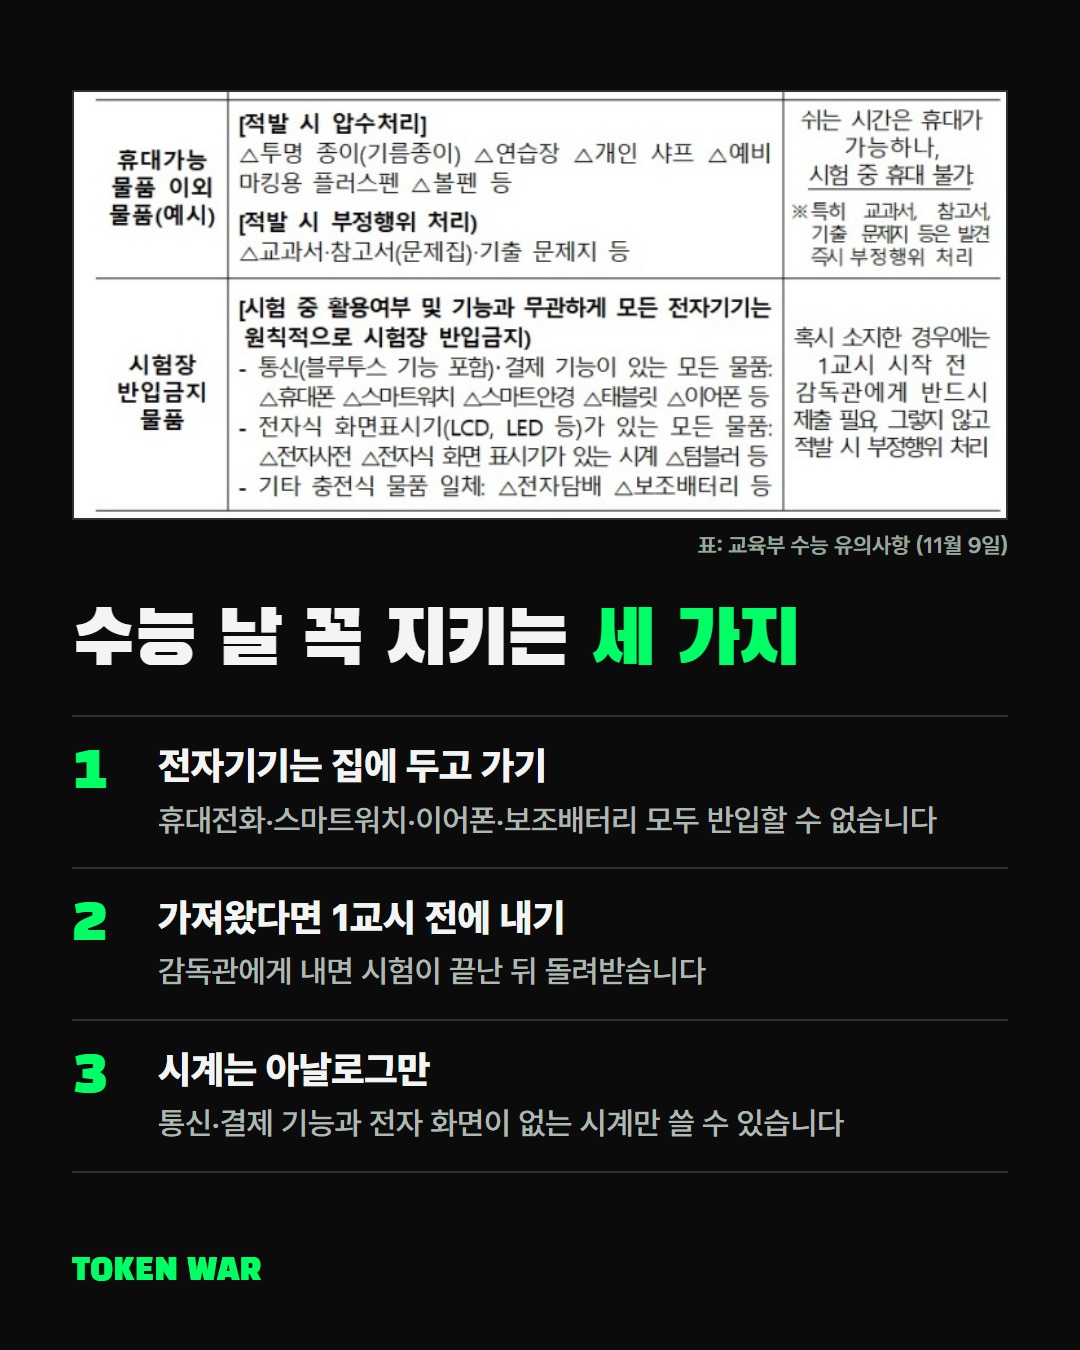 휴대가능
물품 이외
물품(예시)
[적발 시 압수처리]
△투명 종이(기름종이) △연습장 △개인 샤프 △예비
마킹용 플러스펜 △볼펜 등
[적발 시 부정행위 처리)
△교과서·참고서(문제집)·기출 문제지 등
쉬는 시간은 휴대가
가능하나,
시험 중 휴대 불가.
※특히 교과서, 참고서,
기출 문제지 등은 발견
즉시 부정행위 처리
시험장
반입금지
물품
[시험 중 활용여부 및 기능과 무관하게 모든 전자기기는
원칙적으로 시험장 반입금지)
- 통신(블루투스 기능 포함)·결제 기능이 있는 모든 물품:
△휴대폰 △스마트워치 △스마트안경 △태블릿 △이어폰 등
- 전자식 화면표시기(LCD, LED 등)가 있는 모든 물품:
△전자사전 △전자식 화면 표시기가 있는 시계 △텀블러 등
- 기타 충전식 물품 일체: △전자담배 △보조배터리 등
혹시 소지한 경우에는
1교시 시작 전
감독관에게 반드시
제출 필요, 그렇지 않고
적발 시 부정행위 처리
표: 교육부 수능 유의사항 (11월 9일)
수능 날 꼭 지키는 세 가지
1 전자기기는 집에 두고 가기
휴대전화·스마트워치·이어폰·보조배터리 모두 반입할 수 없습니다
2 가져왔다면 1교시 전에 내기
감독관에게 내면 시험이 끝난 뒤 돌려받습니다
3 시계는 아날로그만
통신·결제 기능과 전자 화면이 없는 시계만 쓸 수 있습니다
TOKEN WAR